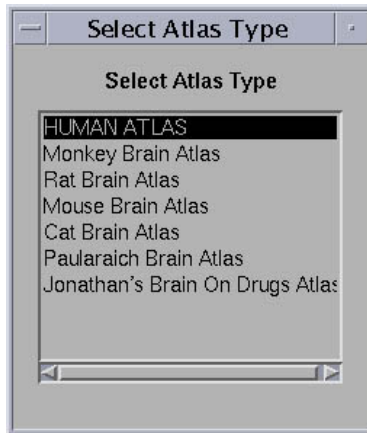 Select Atlas Type
Select Atlas Type
HUMAN ATLAS
Monkey Brain Atlas
Rat Brain Atlas
Mouse Brain Atlas
Cat Brain Atlas
Paularaich Brain Atlas
Jonathan's Brain On Drugs Atlas